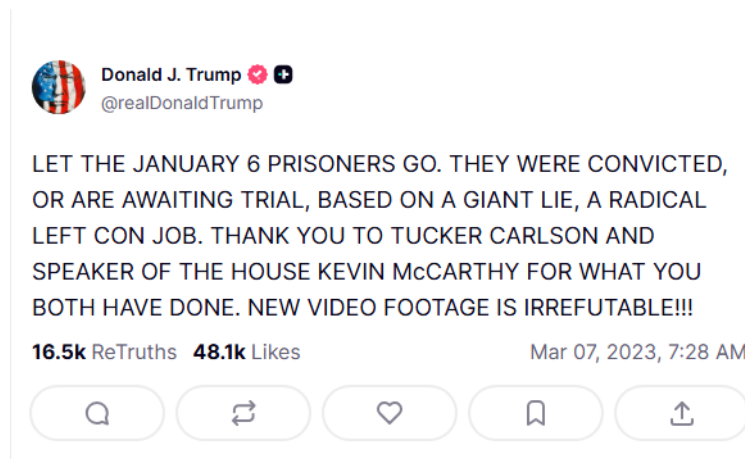 Donald J. Trump
@realDonaldTrump
LET THE JANUARY 6 PRISONERS GO. THEY WERE CONVICTED,
OR ARE AWAITING TRIAL, BASED ON A GIANT LIE, A RADICAL
LEFT CON JOB. THANK YOU TO TUCKER CARLSON AND
SPEAKER OF THE HOUSE KEVIN McCARTHY FOR WHAT YOU
BOTH HAVE DONE. NEW VIDEO FOOTAGE IS IRREFUTABLE!!!
16.5k ReTruths 48.1k Likes Mar 07, 2023, 7:28 AM